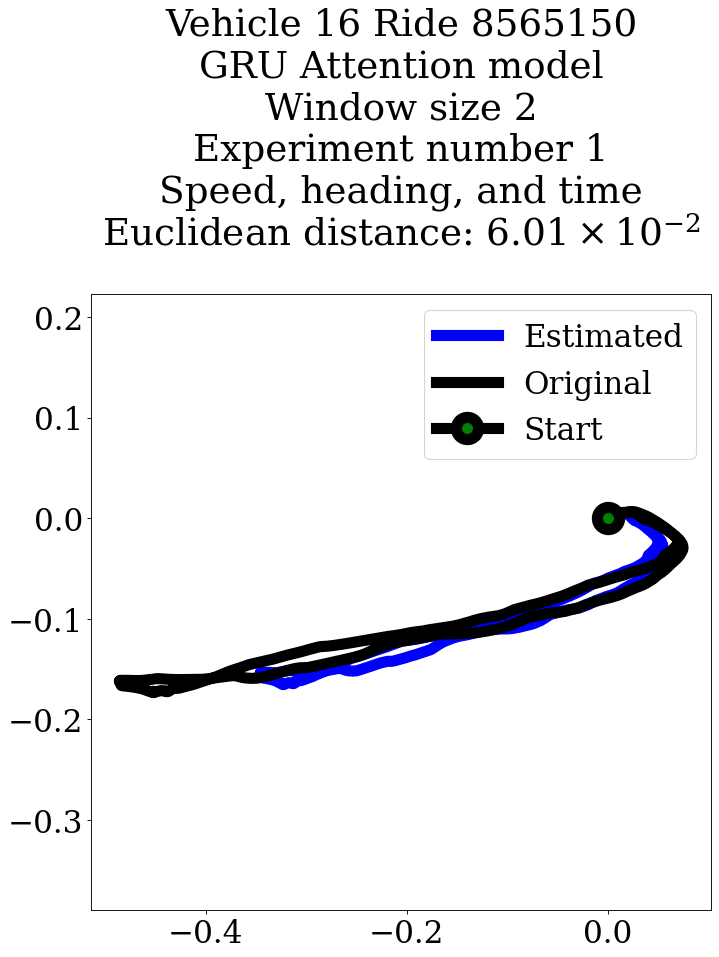 Vehicle 16 Ride 8565150
GRU Attention model
Window size 2
Experiment number 1
Speed, heading, and time
Euclidean distance: 6.01 × 10⁻²
Estimated
Original
Start
0.2
0.1
0.0
−0.1
−0.2
−0.3
−0.4
−0.2
0.0